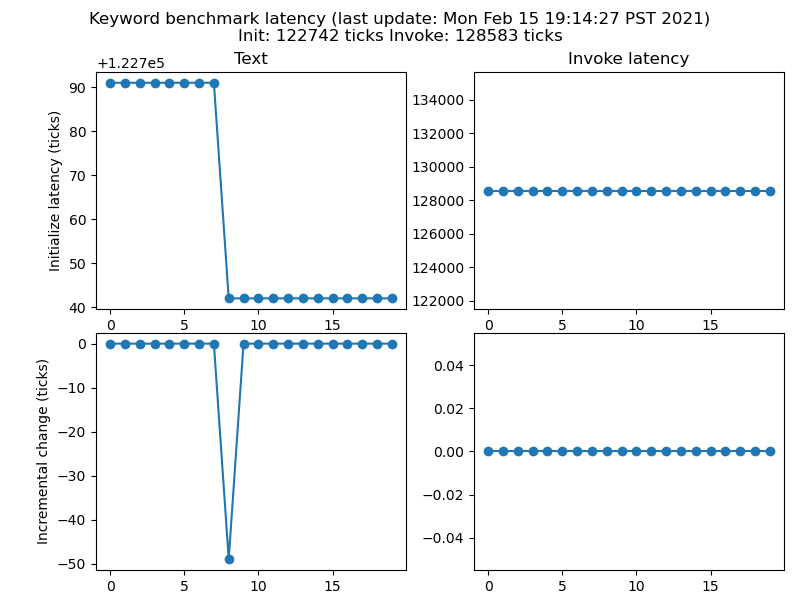 Keyword benchmark latency (last update: Mon Feb 15 19:14:27 PST 2021)
Init: 122742 ticks Invoke: 128583 ticks
+1.227e5
Text
Initialize latency (ticks)
90
80
70
60
50
40
0 5 10 15
Invoke latency
134000
132000
130000
128000
126000
124000
122000
0 5 10 15
Incremental change (ticks)
0
−10
−20
−30
−40
−50
0 5 10 15
0.04
0.02
0.00
−0.02
−0.04
0 5 10 15